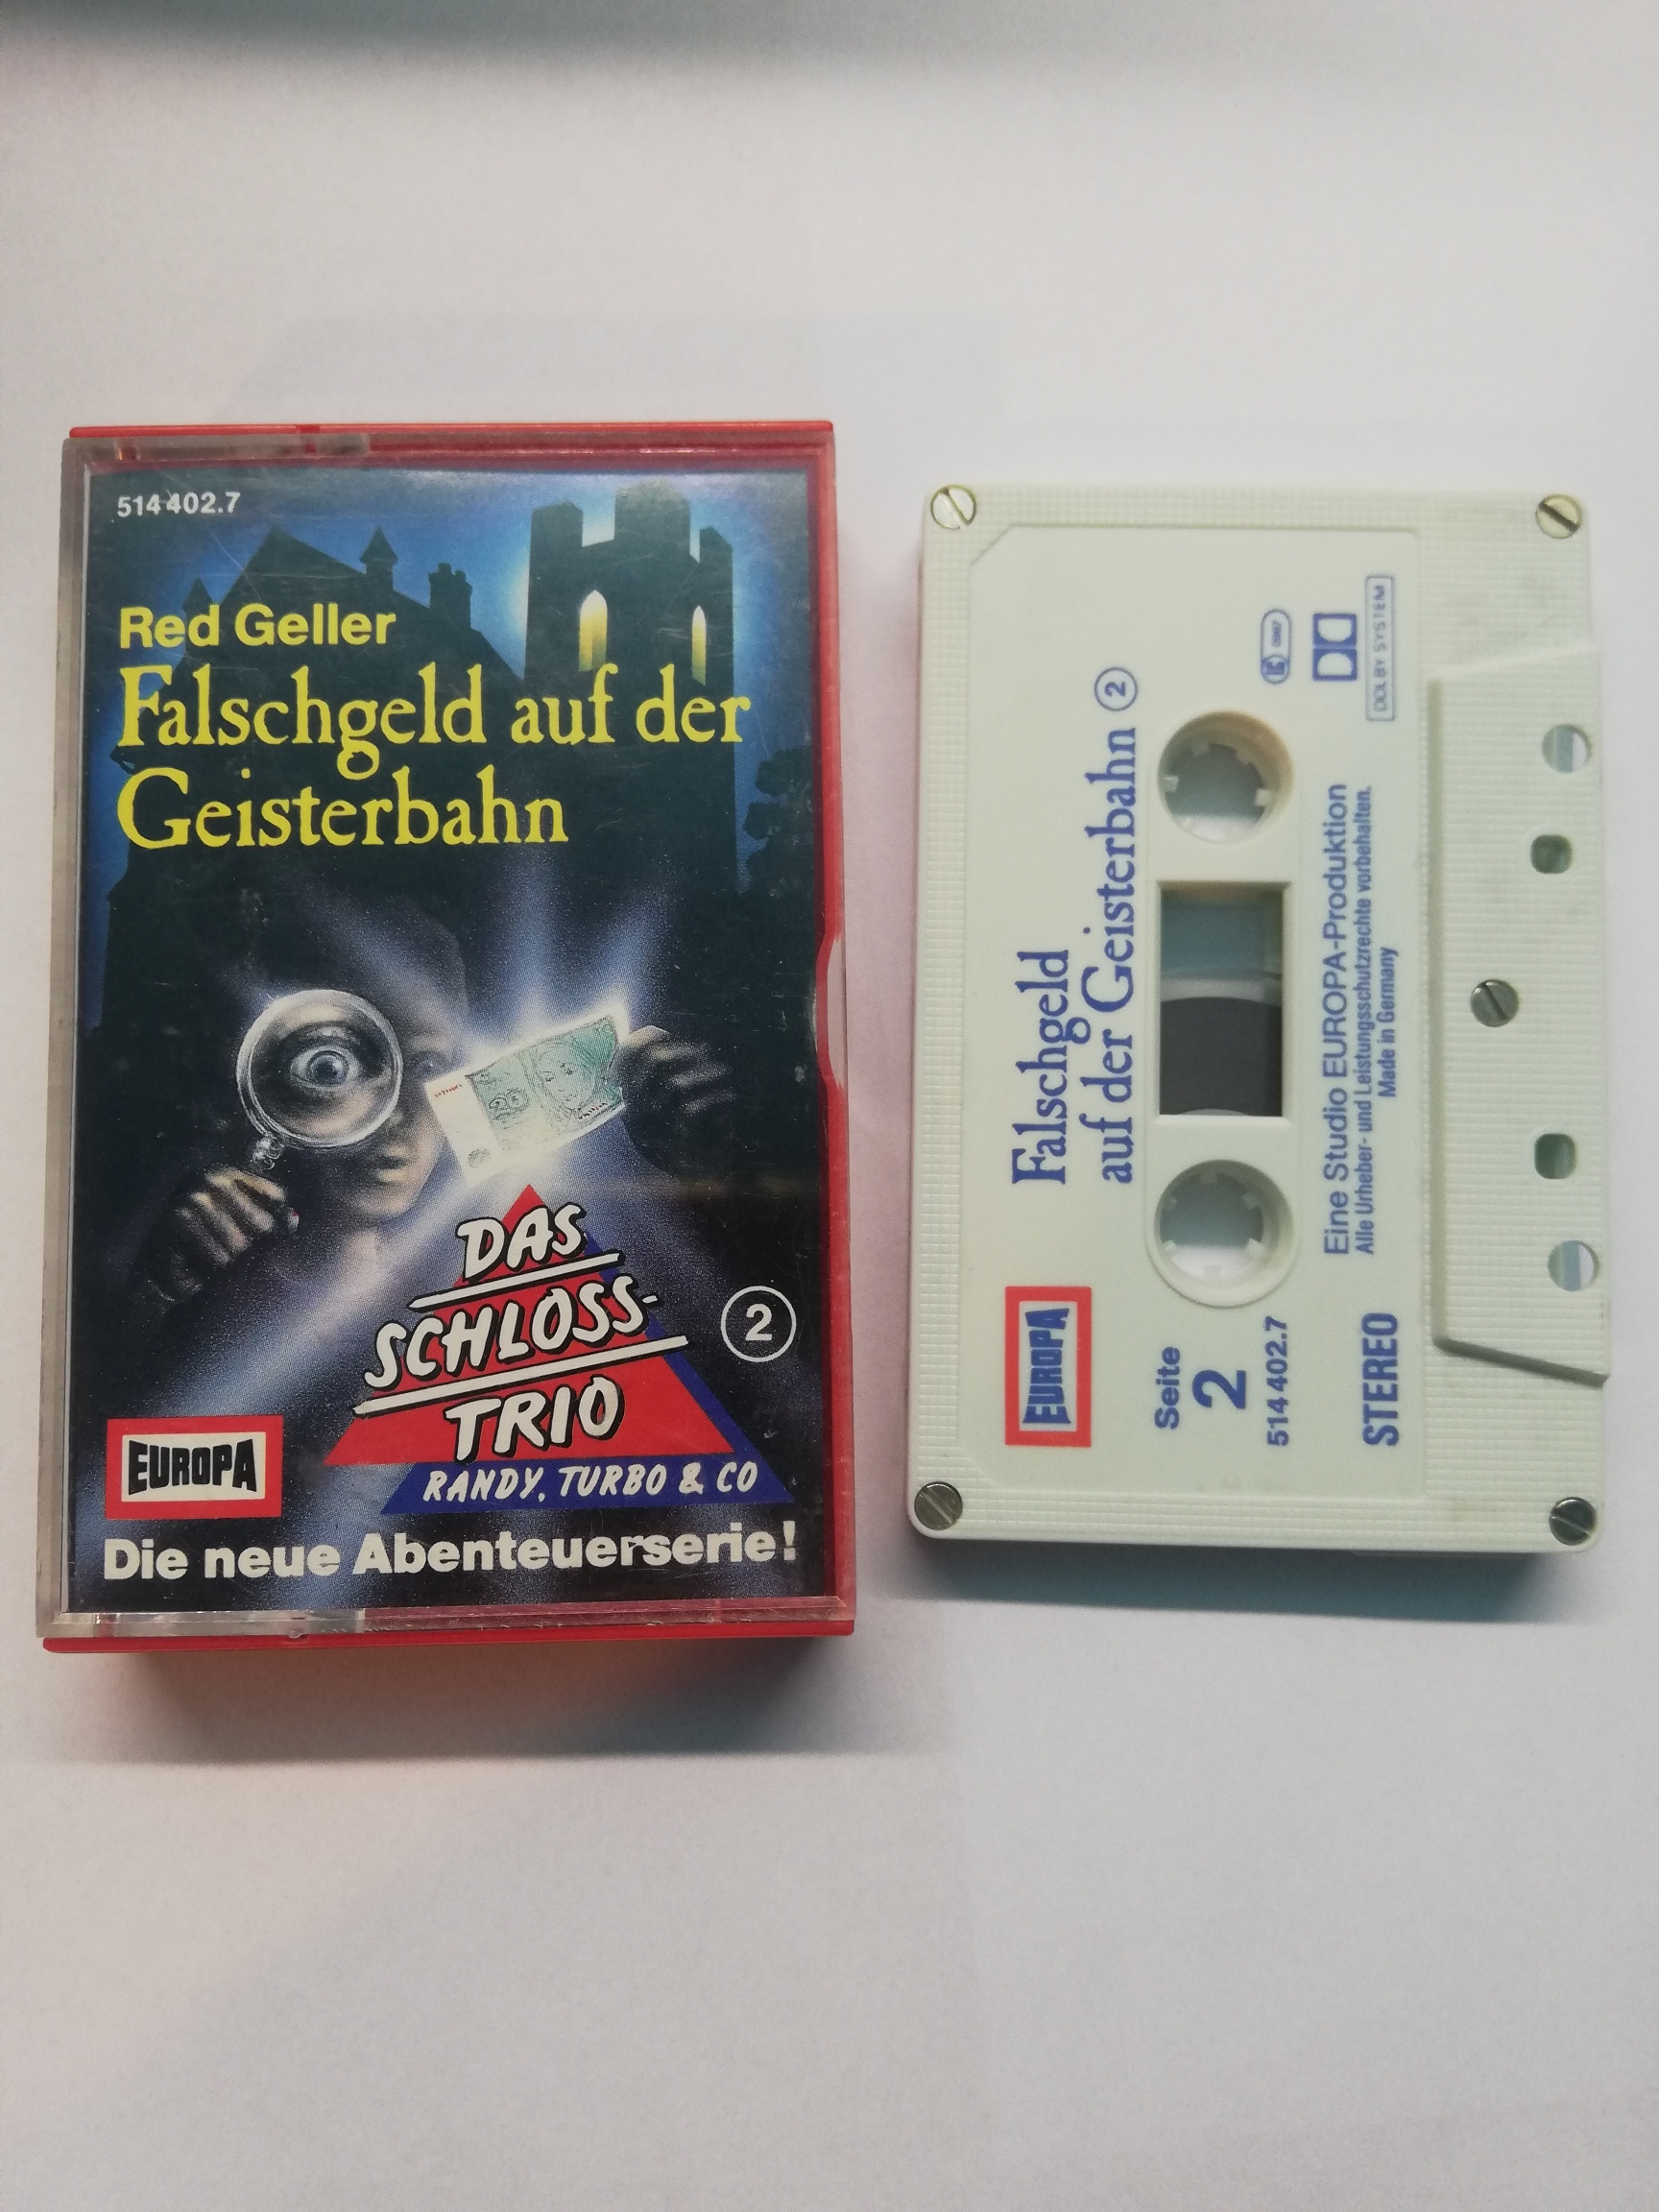 514 402.7
Red Geller
Falschgeld auf der
Geisterbahn
DAS
SCHLOSS-
TRIO
RANDY, TURBO & CO
2
EUROPA
Die neue Abenteuerserie!
Falschgeld
auf der Geisterbahn 2
EUROPA
Seite
2
514 402.7
STEREO
Eine Studio EUROPA-Produktion
Alle Urheber- und Leistungsschutzrechte vorbehalten.
Made in Germany
DOLBY SYSTEM